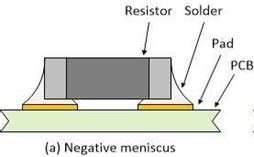 Resistor Solder
Pad
PCB
(a) Negative meniscus